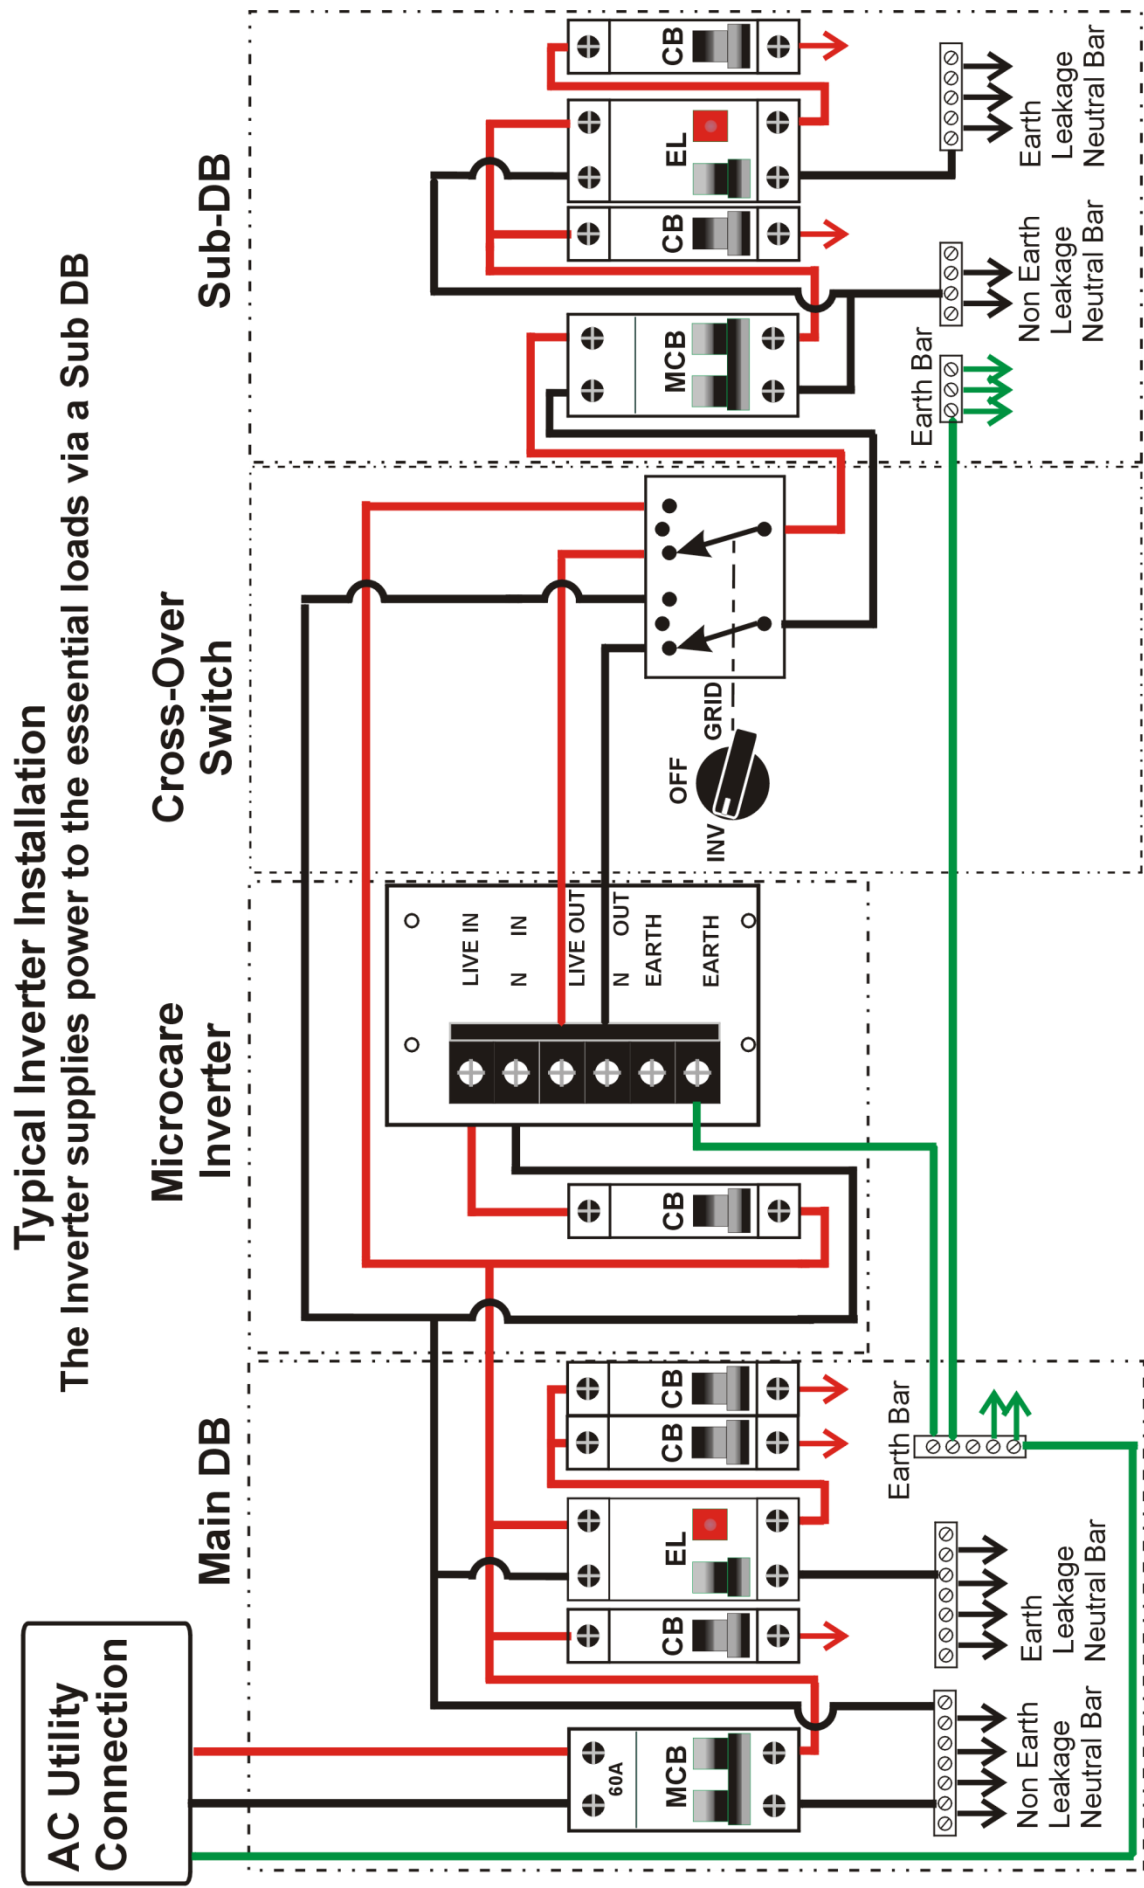 Typical Inverter Installation
The Inverter supplies power to the essential loads via a Sub DB
AC Utility
Connection
Main DB
Microcare
Inverter
Cross-Over
Switch
Sub-DB
60A
MCB
CB
EL
CB
CB
Non Earth
Leakage
Neutral Bar
Earth
Leakage
Neutral Bar
Earth Bar
CB
LIVE IN
N IN
LIVE OUT
N OUT
EARTH
EARTH
INV
OFF
GRID
MCB
CB
EL
CB
Earth Bar
Non Earth
Leakage
Neutral Bar
Earth
Leakage
Neutral Bar